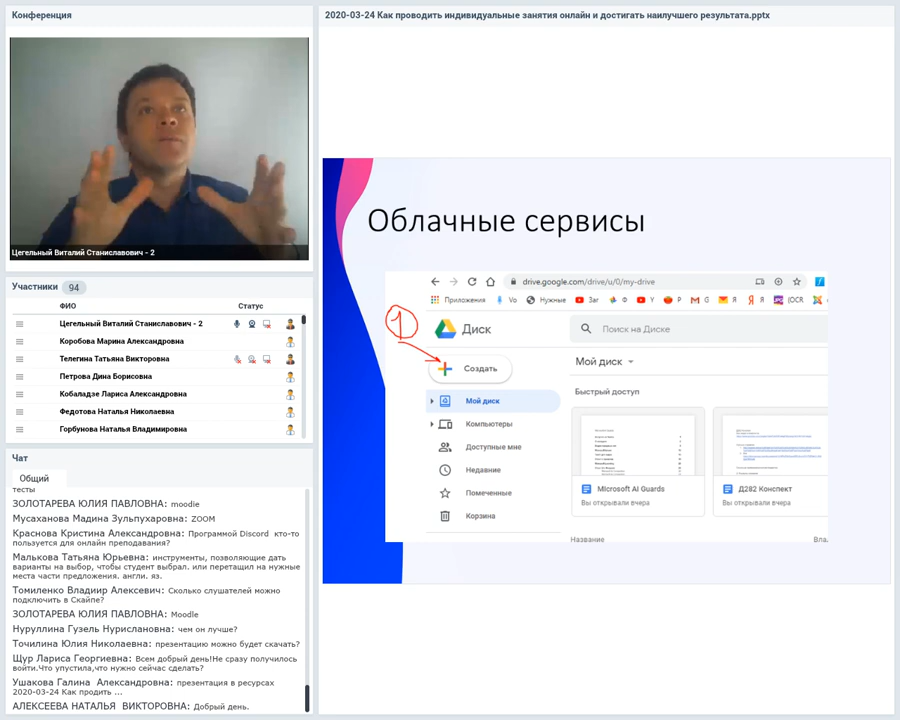 Конференция
Цегельный Виталий Станиславович - 2
Участники 94
ФИО Статус
Цегельный Виталий Станиславович - 2
Коробова Марина Александровна
Телегина Татьяна Викторовна
Петрова Дина Борисовна
Кобаладзе Лариса Александровна
Федотова Наталья Николаевна
Горбунова Наталья Владимировна
Чат
Общий
тесты
ЗОЛОТАРЕВА ЮЛИЯ ПАВЛОВНА: moodle
Мусаханова Мадина Зульпухаровна: ZOOM
Краснова Кристина Александровна: Программой Discord кто-то
пользуется для онлайн преподавания?
Малькова Татьяна Юрьевна: инструменты, позволяющие дать
варианты на выбор, чтобы студент выбрал. или перетащил на нужные
места части предложения. англи. яз.
Томиленко Владиир Алексевич: Сколько слушателей можно
подключить в Скайпе?
ЗОЛОТАРЕВА ЮЛИЯ ПАВЛОВНА: Moodle
Нуруллина Гузель Нурислановна: чем он лучше?
Точилина Юлия Николаевна: презентацию можно будет скачать?
Щур Лариса Георгиевна: Всем добрый день!Не сразу получилось
войти.Что упустила,что нужно сейчас сделать?
Ушакова Галина Александровна: презентация в ресурсах
2020-03-24 Как продить ...
АЛЕКСЕЕВА НАТАЛЬЯ ВИКТОРОВНА: Добрый день.
2020-03-24 Как проводить индивидуальные занятия онлайн и достигать наилучшего результата.pptx
Облачные сервисы
drive.google.com/drive/u/0/my-drive
Приложения Vo Нужные Заг Ф Y Р G Я (OCR
1
Диск
Поиск на Диске
Создать
Мой диск
Мой диск
Компьютеры
Доступные мне
Недавние
Помеченные
Корзина
Быстрый доступ
Microsoft AI Guards
Вы открывали вчера
Д282 Конспект
Вы открывали вчера
Название Вла